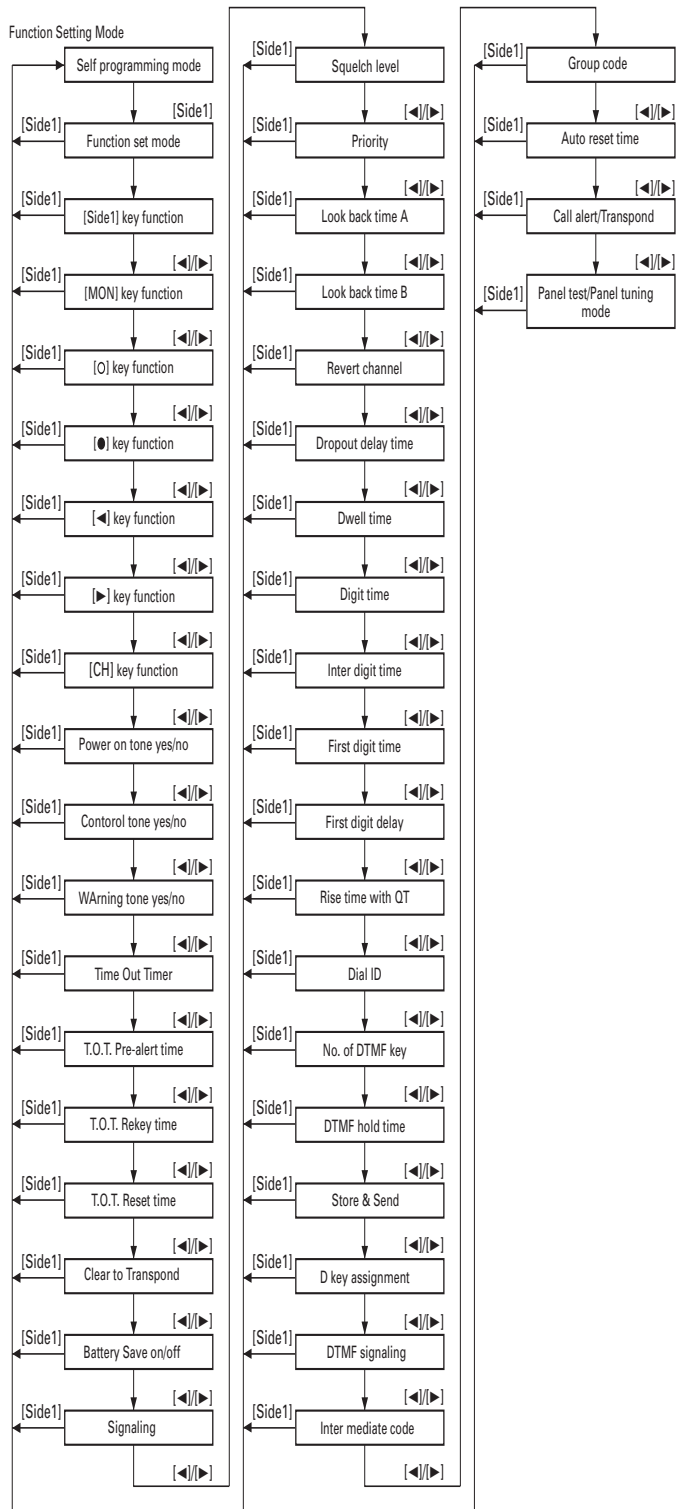 Function Setting Mode
Self programming mode
[Side1]
[Side1]
Function set mode
[Side1]
[Side1] key function
[◄]/[►]
[Side1]
[MON] key function
[◄]/[►]
[Side1]
[○] key function
[◄]/[►]
[Side1]
[●] key function
[◄]/[►]
[Side1]
[◄] key function
[◄]/[►]
[Side1]
[►] key function
[◄]/[►]
[Side1]
[CH] key function
[◄]/[►]
[Side1]
Power on tone yes/no
[◄]/[►]
[Side1]
Contorol tone yes/no
[◄]/[►]
[Side1]
WArning tone yes/no
[◄]/[►]
[Side1]
Time Out Timer
[◄]/[►]
[Side1]
T.O.T. Pre-alert time
[◄]/[►]
[Side1]
T.O.T. Rekey time
[◄]/[►]
[Side1]
T.O.T. Reset time
[◄]/[►]
[Side1]
Clear to Transpond
[◄]/[►]
[Side1]
Battery Save on/off
[◄]/[►]
[Side1]
Signaling
[◄]/[►]
[Side1]
Squelch level
[◄]/[►]
[Side1]
Priority
[◄]/[►]
[Side1]
Look back time A
[◄]/[►]
[Side1]
Look back time B
[◄]/[►]
[Side1]
Revert channel
[◄]/[►]
[Side1]
Dropout delay time
[◄]/[►]
[Side1]
Dwell time
[◄]/[►]
[Side1]
Digit time
[◄]/[►]
[Side1]
Inter digit time
[◄]/[►]
[Side1]
First digit time
[◄]/[►]
[Side1]
First digit delay
[◄]/[►]
[Side1]
Rise time with QT
[◄]/[►]
[Side1]
Dial ID
[◄]/[►]
[Side1]
No. of DTMF key
[◄]/[►]
[Side1]
DTMF hold time
[◄]/[►]
[Side1]
Store & Send
[◄]/[►]
[Side1]
D key assignment
[◄]/[►]
[Side1]
DTMF signaling
[◄]/[►]
[Side1]
Inter mediate code
[◄]/[►]
[Side1]
Group code
[◄]/[►]
[Side1]
Auto reset time
[◄]/[►]
[Side1]
Call alert/Transpond
[◄]/[►]
[Side1]
Panel test/Panel tuning
mode